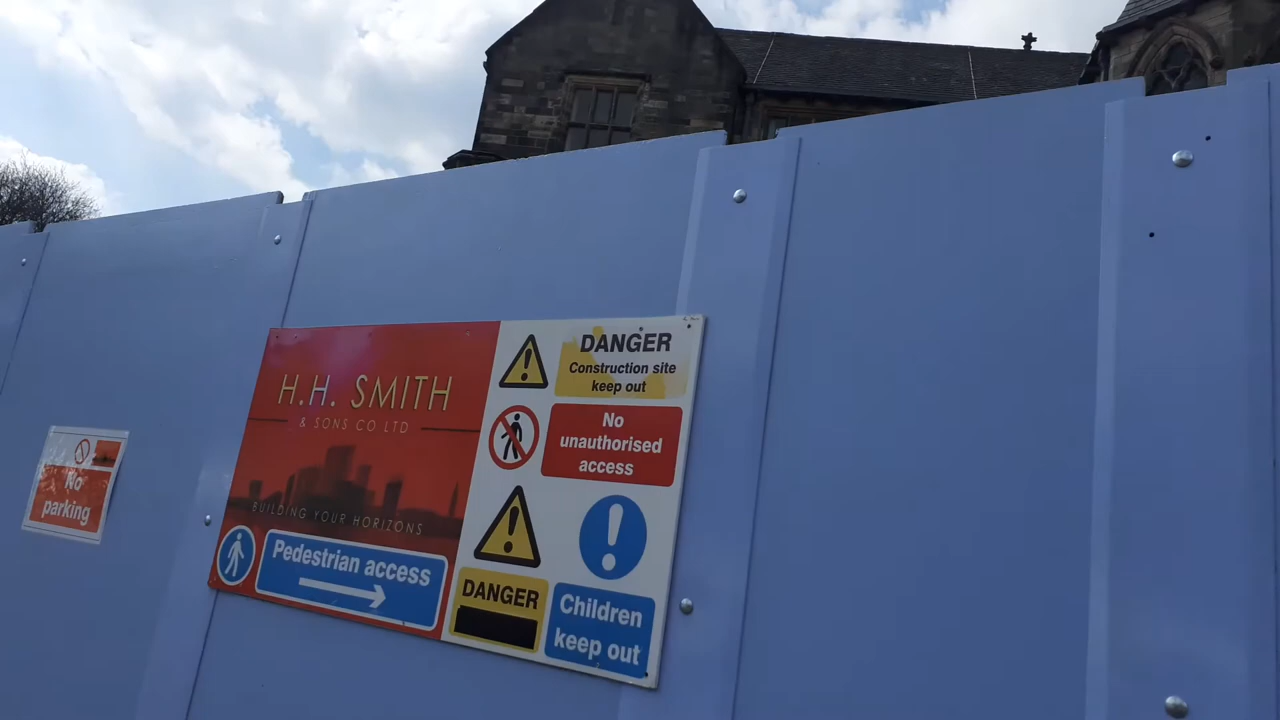 H.H. SMITH
& SONS CO LTD
BUILDING YOUR HORIZONS
Pedestrian access
DANGER
Construction site
keep out
No
unauthorised
access
DANGER
Children
keep out
No
parking